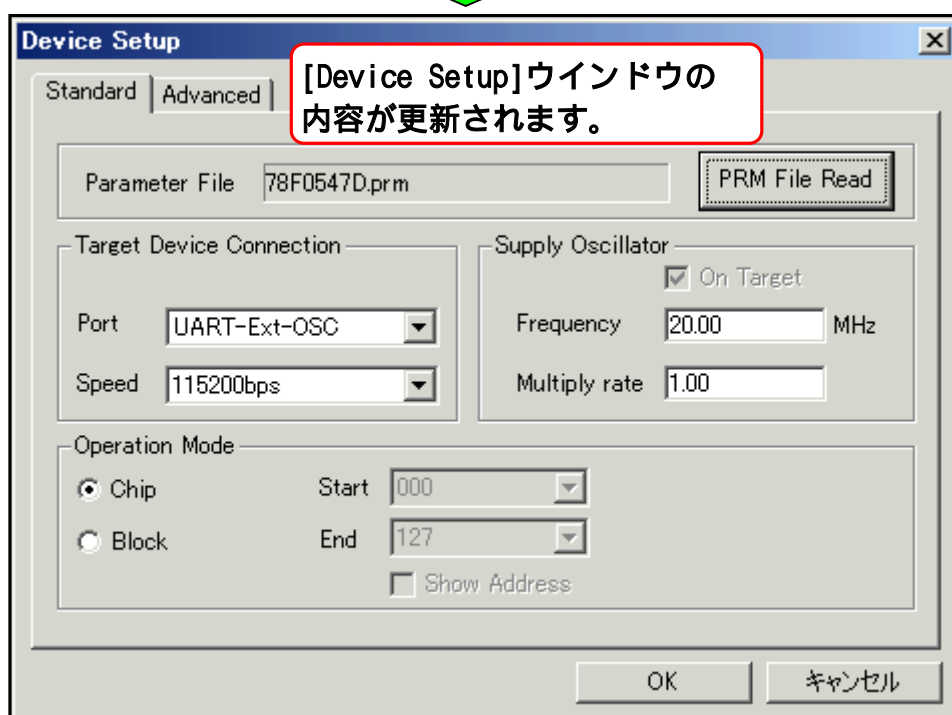 Device Setup
[Device Setup]ウインドウの
内容が更新されます。
Standard Advanced
Parameter File 78F0547D.prm PRM File Read
Target Device Connection Supply Oscillator
On Target
Port UART-Ext-OSC Frequency 20.00 MHz
Speed 115200bps Multiply rate 1.00
Operation Mode
Chip Start 000
Block End 127
Show Address
OK キャンセル